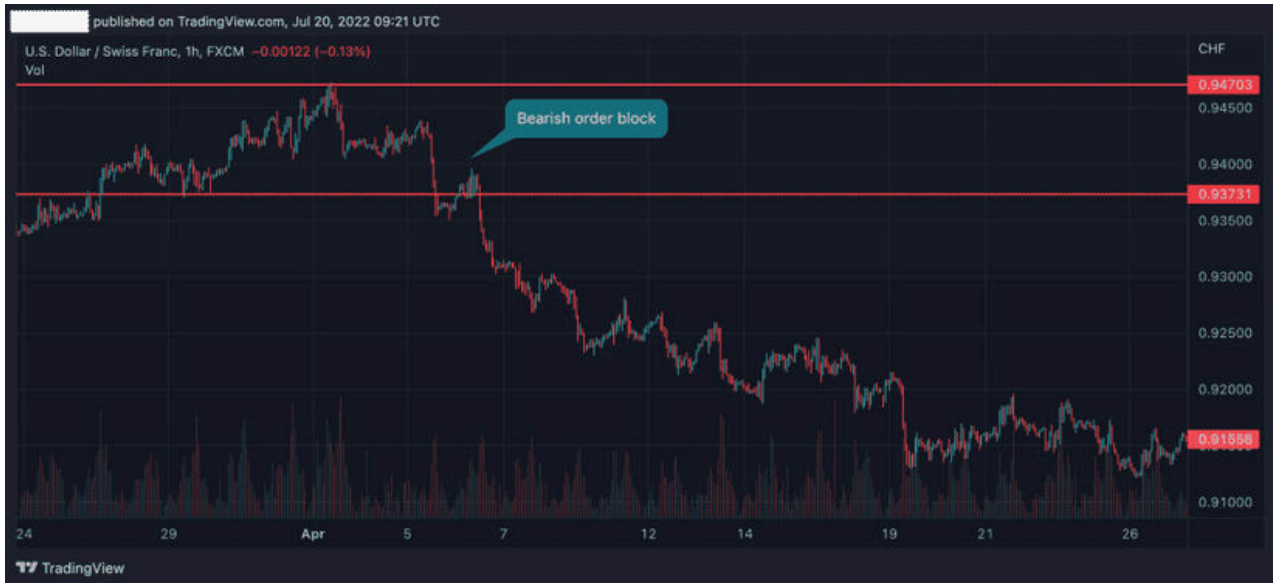 published on TradingView.com, Jul 20, 2022 09:21 UTC
U.S. Dollar / Swiss Franc, 1h, FXCM −0.00122 (−0.13%)
Vol
CHF
0.94703
0.94500
Bearish order block
0.94000
0.93731
0.93500
0.93000
0.92500
0.92000
0.91556
0.91000
24 29 Apr 5 7 12 14 19 21 26
TradingView